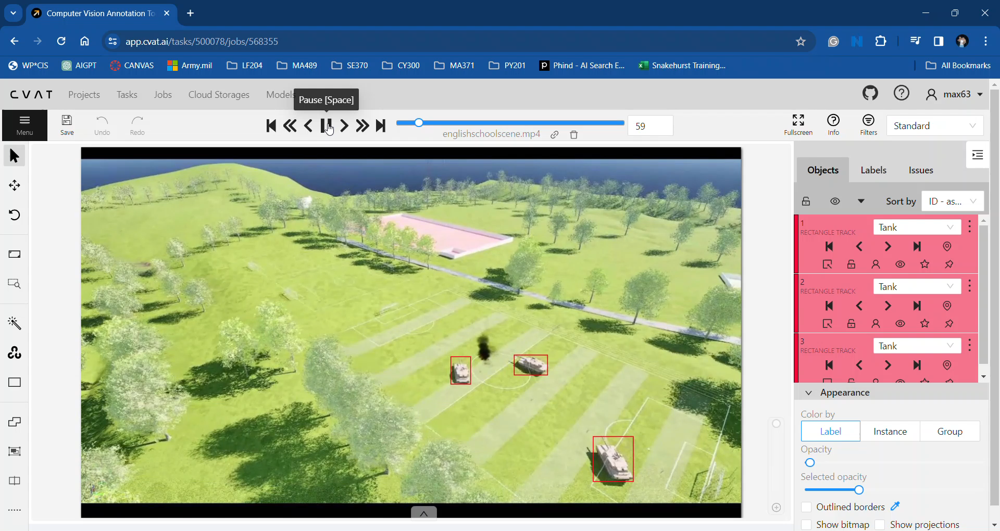 Computer Vision Annotation To
app.cvat.ai/tasks/500078/jobs/568355
WP*CIS AIGPT CANVAS Army.mil LF204 MA489 SE370 CY300 MA371 PY201 Phind - AI Search E... Snakehurst Training... All Bookmarks
CVAT Projects Tasks Jobs Cloud Storages Models max63
Pause [Space]
Menu Save Undo Redo
englishschoolscene.mp4
59
Fullscreen Info Filters Standard
Objects Labels Issues
Sort by ID - as...
1
RECTANGLE TRACK
Tank
2
RECTANGLE TRACK
Tank
3
RECTANGLE TRACK
Tank
Appearance
Color by
Label Instance Group
Opacity
Selected opacity
Outlined borders
Show bitmap Show projections